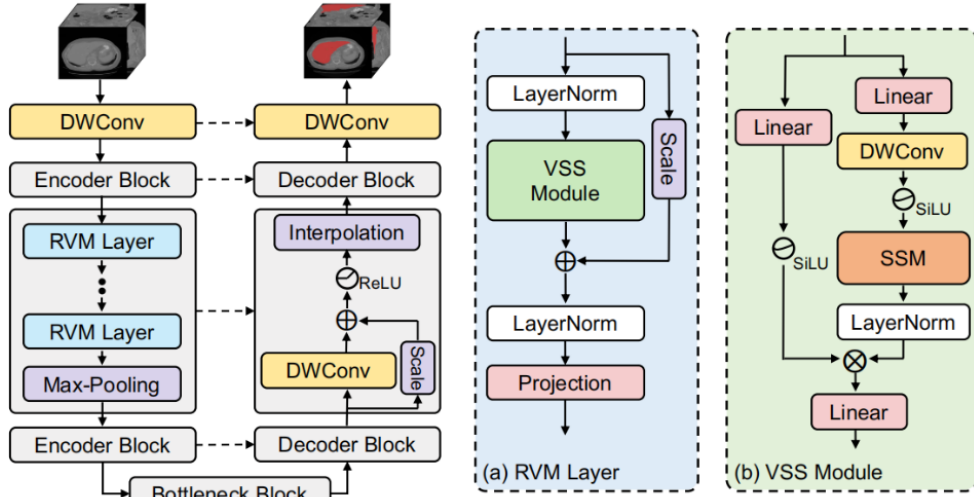 DWConv
Encoder Block
RVM Layer
RVM Layer
Max-Pooling
Encoder Block
Bottleneck Block
DWConv
Decoder Block
Interpolation
ReLU
DWConv
Scale
Decoder Block
LayerNorm
VSS
Module
Scale
LayerNorm
Projection
(a) RVM Layer
Linear
SiLU
Linear
DWConv
SiLU
SSM
LayerNorm
Linear
(b) VSS Module